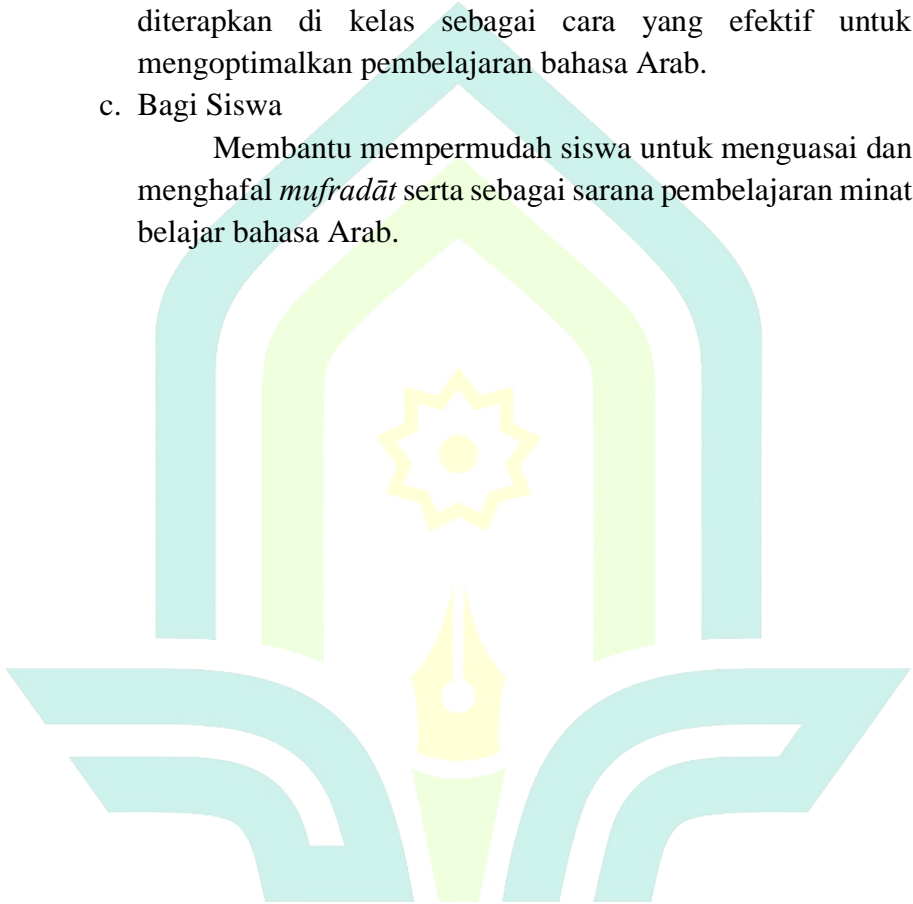 diterapkan di kelas sebagai cara yang efektif untuk
mengoptimalkan pembelajaran bahasa Arab.
c. Bagi Siswa
Membantu mempermudah siswa untuk menguasai dan
menghafal mufradāt serta sebagai sarana pembelajaran minat
belajar bahasa Arab.